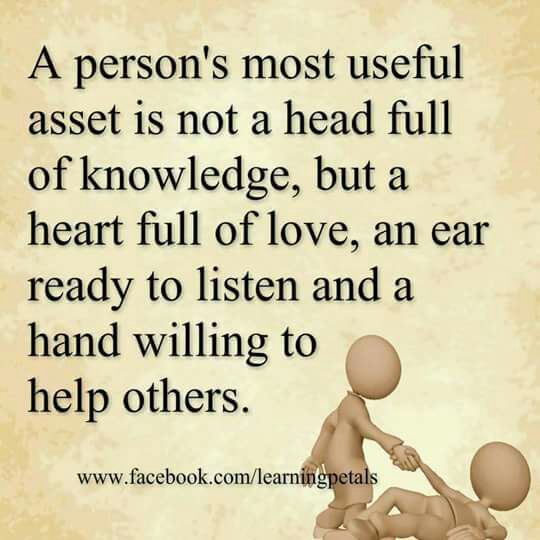 A person's most useful
asset is not a head full
of knowledge, but a
heart full of love, an ear
ready to listen and a
hand willing to
help others.
www.facebook.com/learningpetals